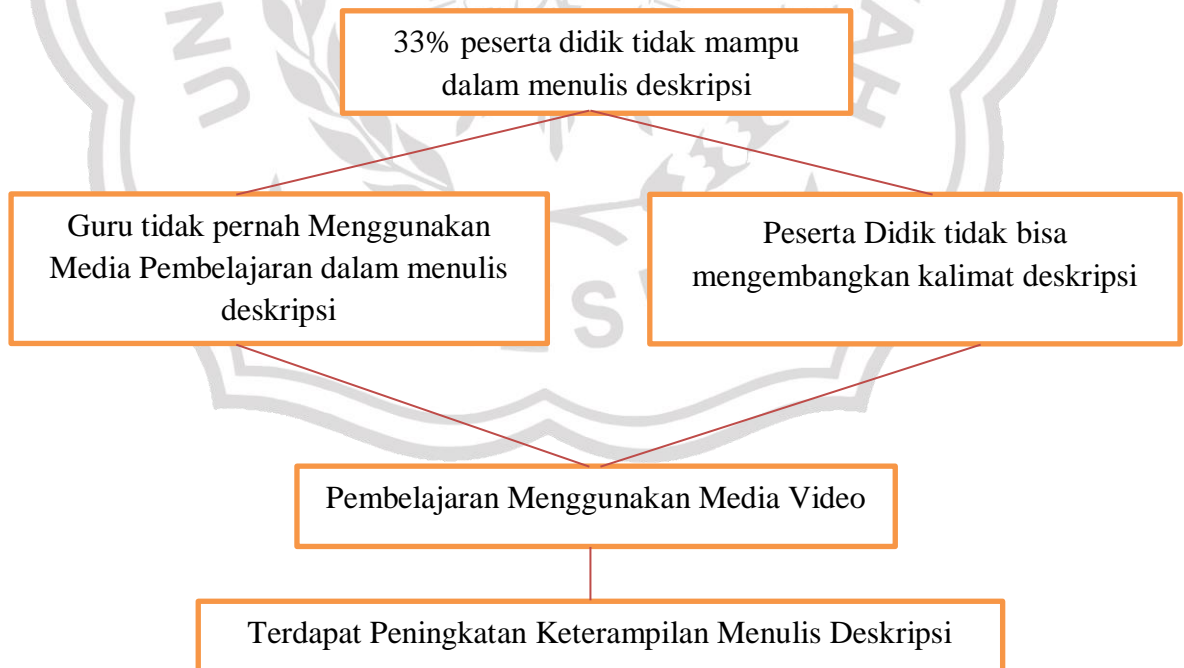 33% peserta didik tidak mampu
dalam menulis deskripsi
Guru tidak pernah Menggunakan
Media Pembelajaran dalam menulis
deskripsi
Peserta Didik tidak bisa
mengembangkan kalimat deskripsi
Pembelajaran Menggunakan Media Video
Terdapat Peningkatan Keterampilan Menulis Deskripsi